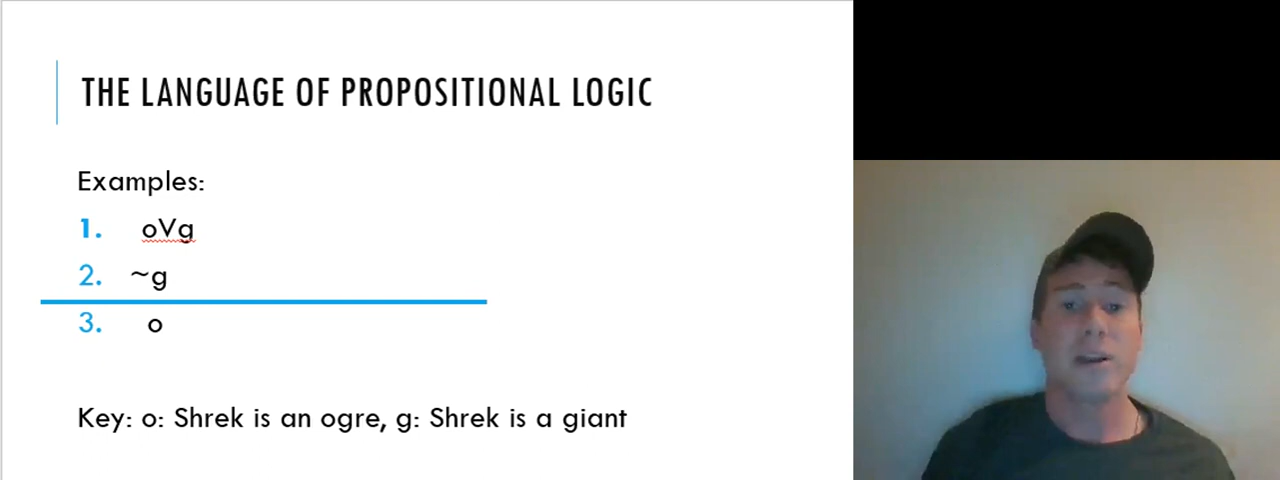 THE LANGUAGE OF PROPOSITIONAL LOGIC
Examples:
1. oVg
2. ~g
3. o
Key: o: Shrek is an ogre, g: Shrek is a giant